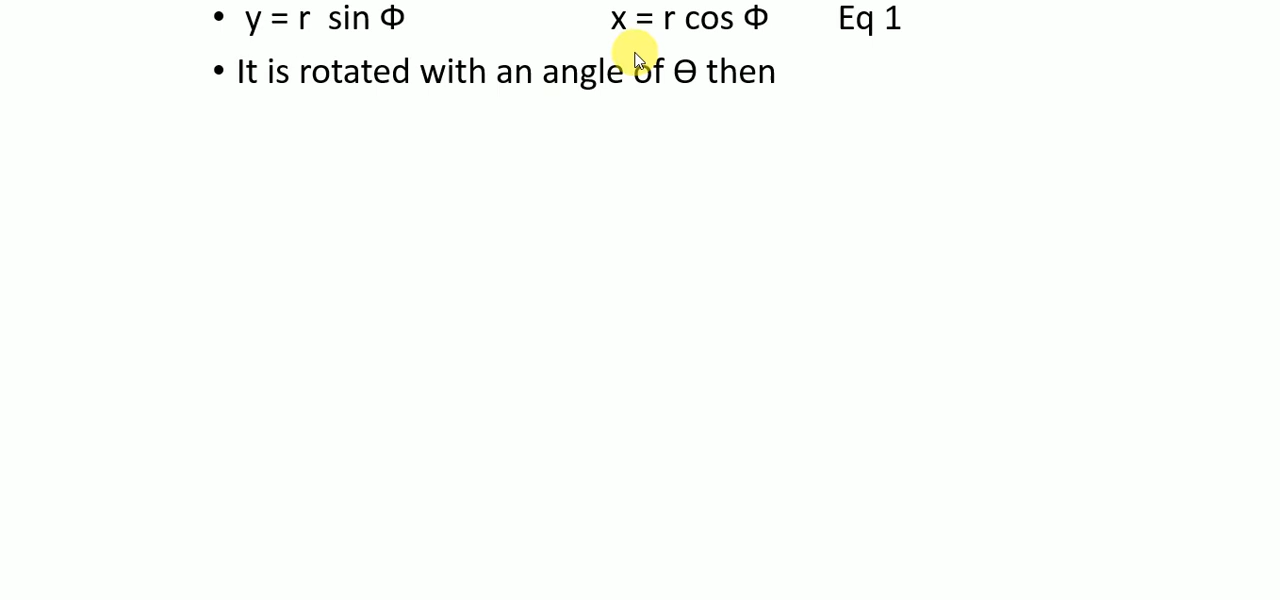 • y = r  sin Φ x = r cos Φ Eq 1
• It is rotated with an angle of Ɵ then